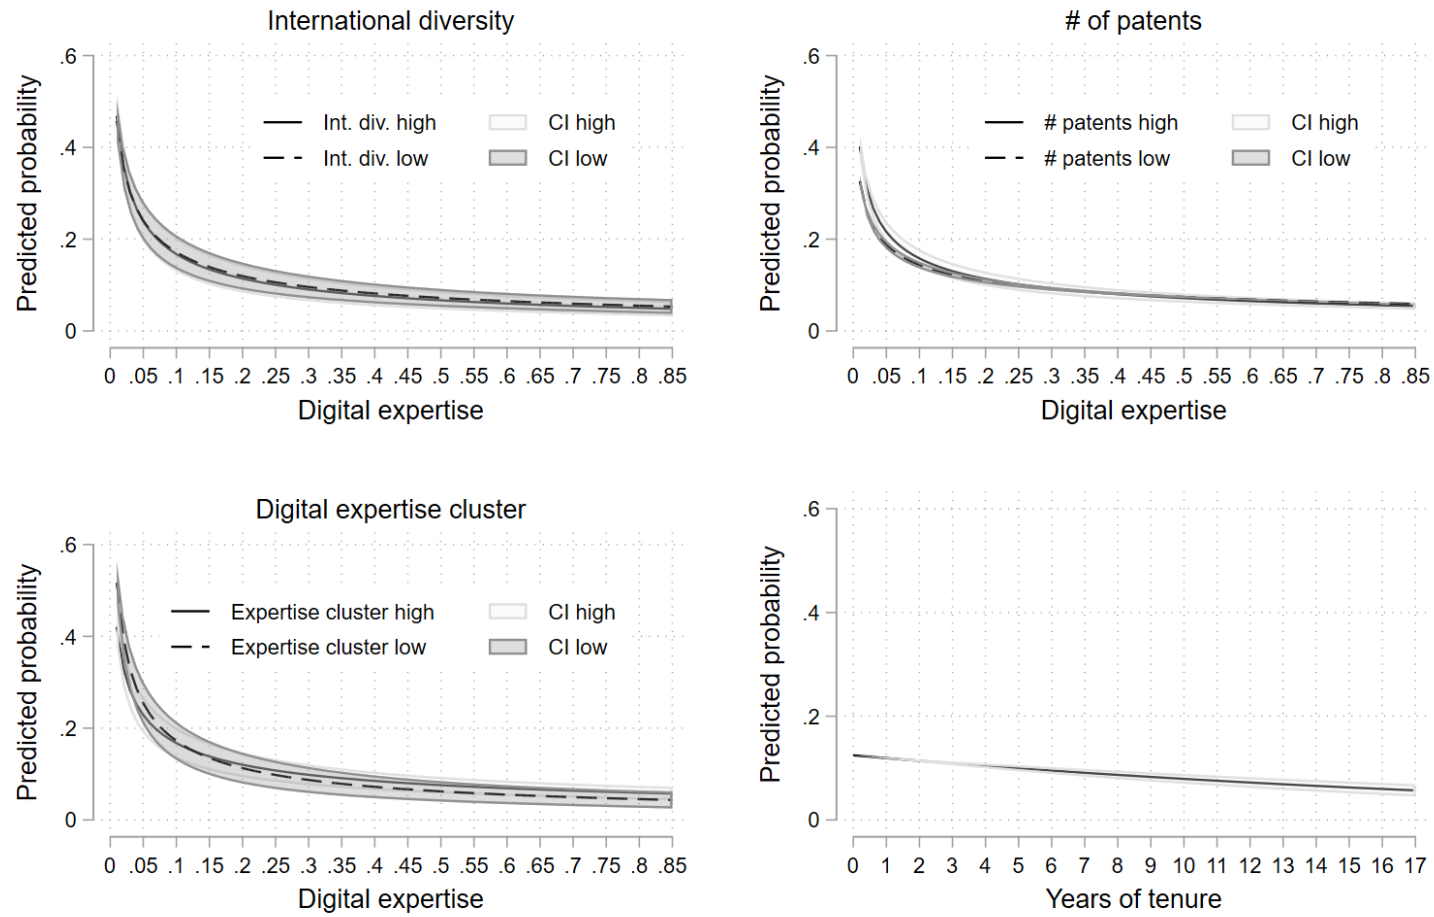 International diversity
.6
.4
.2
0
Predicted probability
Int. div. high
CI high
Int. div. low
CI low
0 .05 .1 .15 .2 .25 .3 .35 .4 .45 .5 .55 .6 .65 .7 .75 .8 .85
Digital expertise
# of patents
.6
.4
.2
0
Predicted probability
# patents high
CI high
# patents low
CI low
0 .05 .1 .15 .2 .25 .3 .35 .4 .45 .5 .55 .6 .65 .7 .75 .8 .85
Digital expertise
Digital expertise cluster
.6
.4
.2
0
Predicted probability
Expertise cluster high
CI high
Expertise cluster low
CI low
0 .05 .1 .15 .2 .25 .3 .35 .4 .45 .5 .55 .6 .65 .7 .75 .8 .85
Digital expertise
.6
.4
.2
0
Predicted probability
0 1 2 3 4 5 6 7 8 9 10 11 12 13 14 15 16 17
Years of tenure